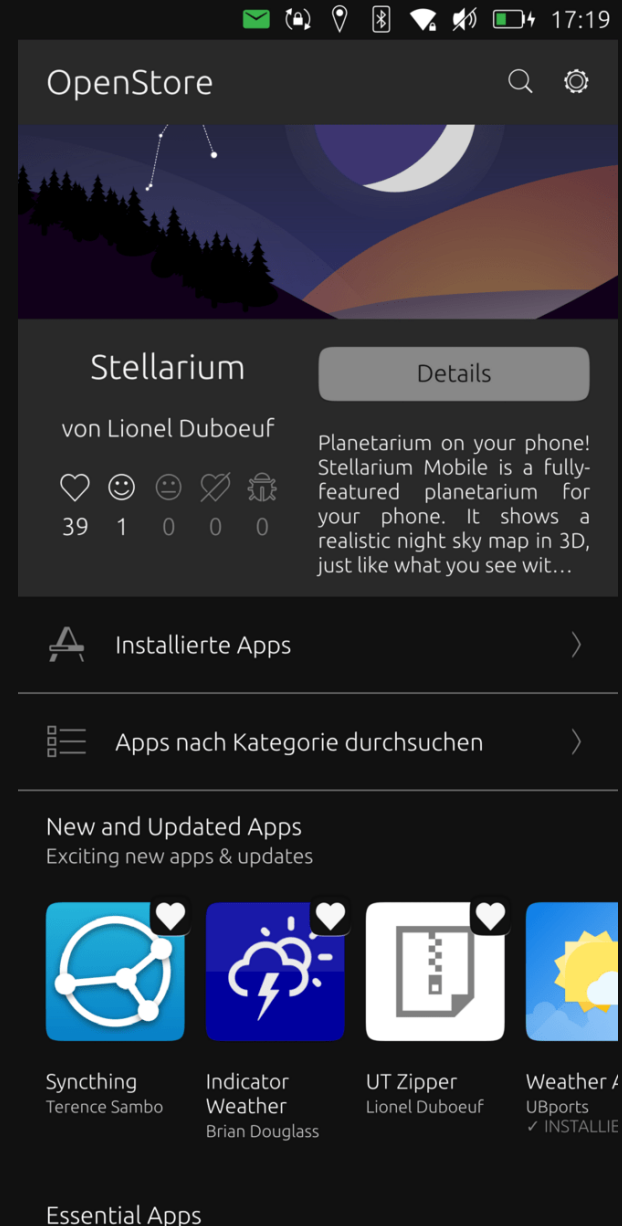 17:19
OpenStore
Stellarium
Details
von Lionel Duboeuf
39 1 0 0 0
Planetarium on your phone!
Stellarium Mobile is a fully-
featured planetarium for
your phone. It shows a
realistic night sky map in 3D,
just like what you see wit…
Installierte Apps
Apps nach Kategorie durchsuchen
New and Updated Apps
Exciting new apps & updates
Syncthing
Terence Sambo
Indicator
Weather
Brian Douglass
UT Zipper
Lionel Duboeuf
Weather A
UBports
✓ INSTALLIE
Essential Apps